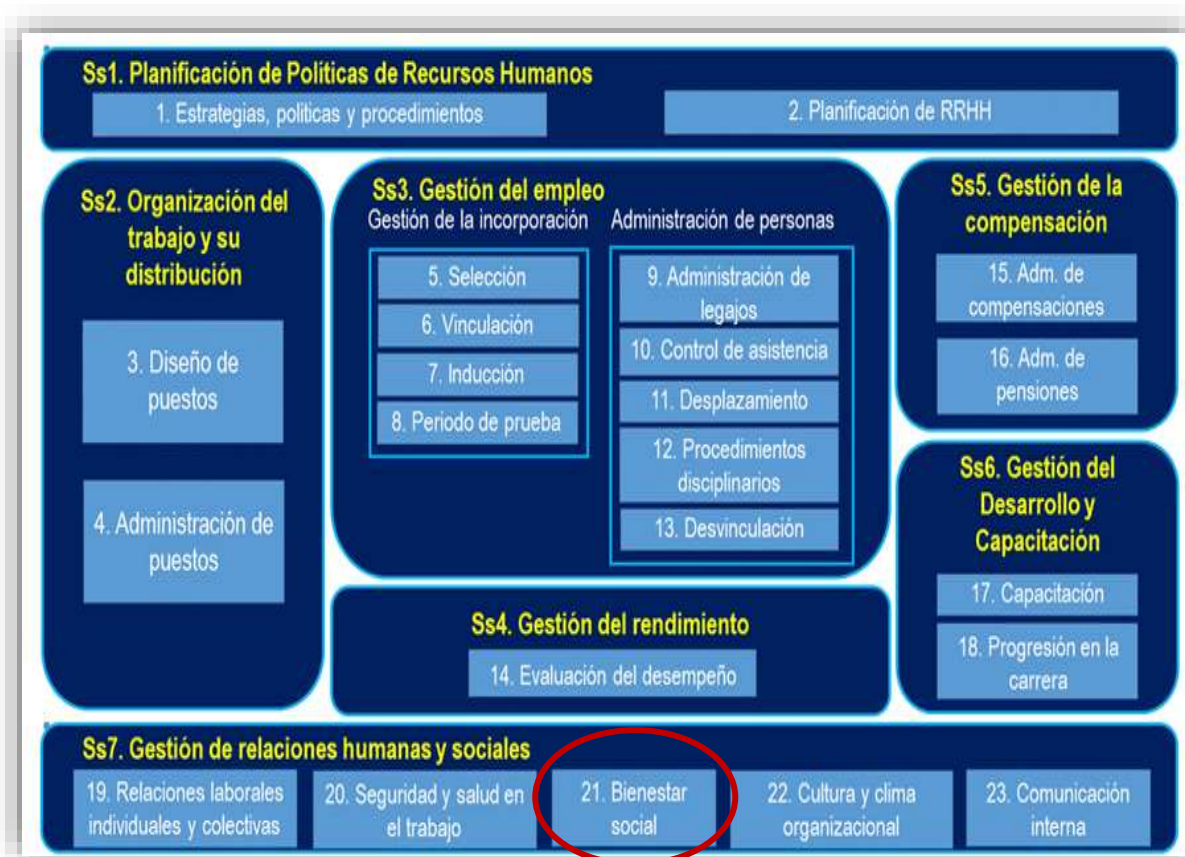 Ss1. Planificación de Políticas de Recursos Humanos
1. Estrategias, políticas y procedimientos
2. Planificación de RRHH
Ss2. Organización del
trabajo y su
distribución
3. Diseño de
puestos
4. Administración de
puestos
Ss3. Gestión del empleo
Gestión de la incorporación
5. Selección
6. Vinculación
7. Inducción
8. Periodo de prueba
Administración de personas
9. Administración de
legajos
10. Control de asistencia
11. Desplazamiento
12. Procedimientos
disciplinarios
13. Desvinculación
Ss4. Gestión del rendimiento
14. Evaluación del desempeño
Ss5. Gestión de la
compensación
15. Adm. de
compensaciones
16. Adm. de
pensiones
Ss6. Gestión del
Desarrollo y
Capacitación
17. Capacitación
18. Progresión en la
carrera
Ss7. Gestión de relaciones humanas y sociales
19. Relaciones laborales
individuales y colectivas
20. Seguridad y salud en
el trabajo
21. Bienestar
social
22. Cultura y clima
organizacional
23. Comunicación
interna